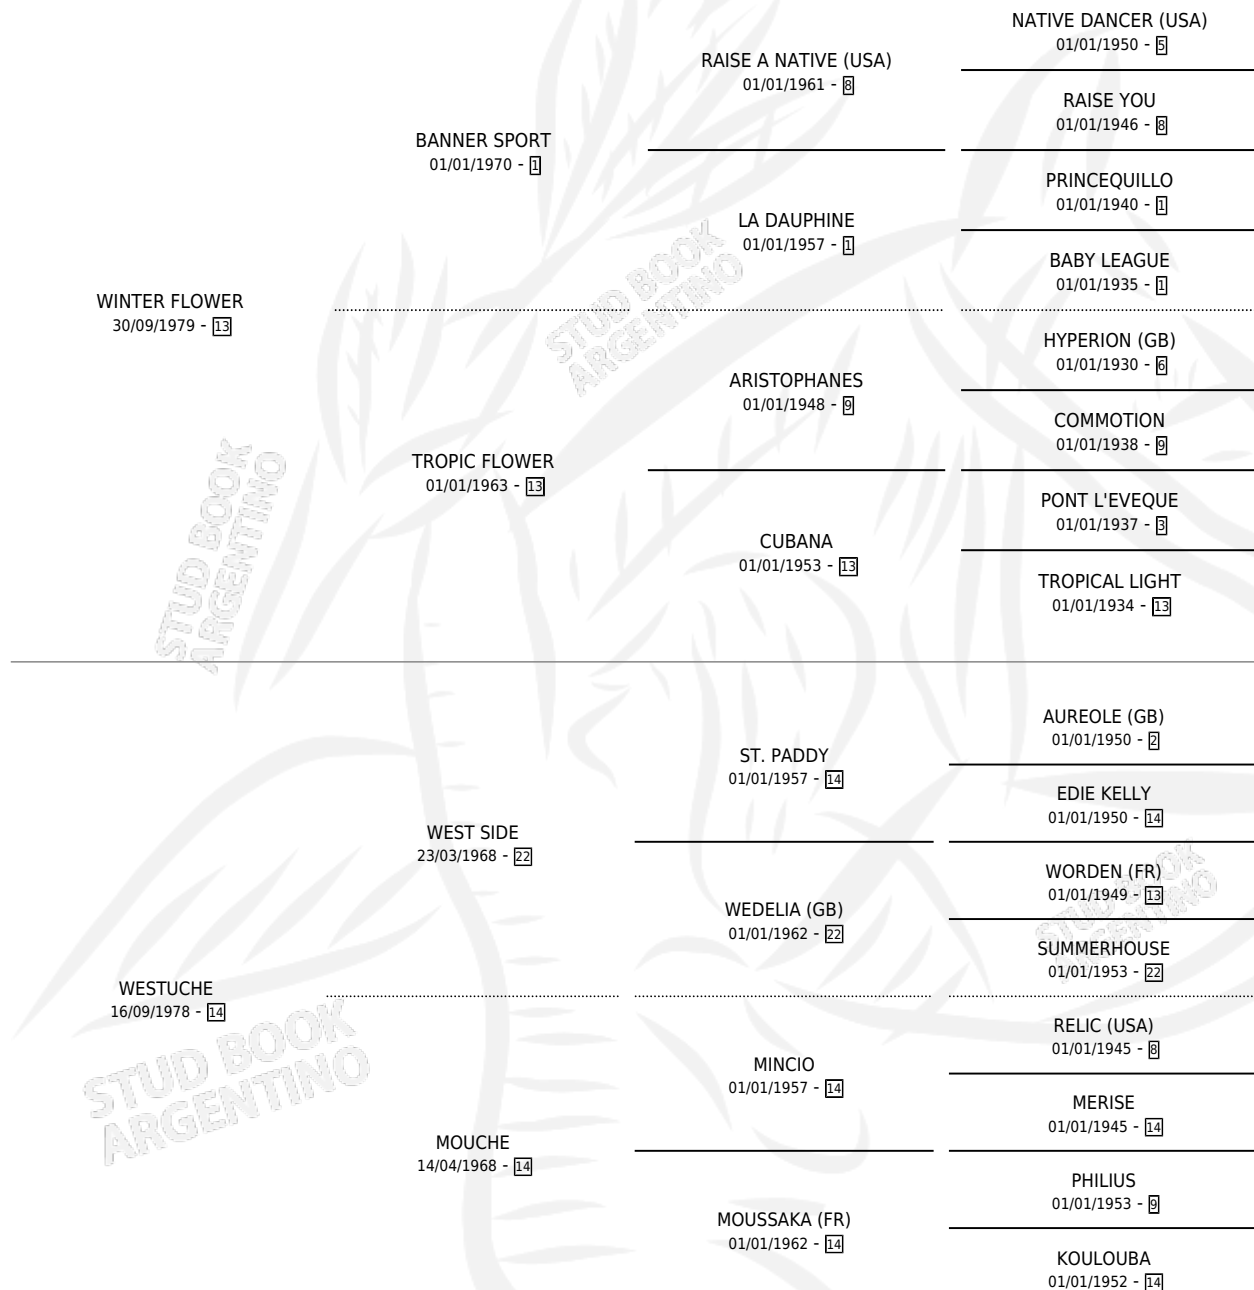 NATIVE DANCER (USA)
01/01/1950 - 5
RAISE A NATIVE (USA)
01/01/1961 - 8
RAISE YOU
01/01/1946 - 8
BANNER SPORT
01/01/1970 - 1
PRINCEQUILLO
01/01/1940 - 1
LA DAUPHINE
01/01/1957 - 1
BABY LEAGUE
01/01/1935 - 1
WINTER FLOWER
30/09/1979 - 13
HYPERION (GB)
01/01/1930 - 6
ARISTOPHANES
01/01/1948 - 9
COMMOTION
01/01/1938 - 9
TROPIC FLOWER
01/01/1963 - 13
PONT L'EVEQUE
01/01/1937 - 3
CUBANA
01/01/1953 - 13
TROPICAL LIGHT
01/01/1934 - 13
STUD BOOK
ARGENTINO
STUD BOOK
ARGENTINO
AUREOLE (GB)
01/01/1950 - 2
ST. PADDY
01/01/1957 - 14
EDIE KELLY
01/01/1950 - 14
WEST SIDE
23/03/1968 - 22
WORDEN (FR)
01/01/1949 - 13
WEDELIA (GB)
01/01/1962 - 22
SUMMERHOUSE
01/01/1953 - 22
STUD BOOK
ARGENTINO
WESTUCHE
16/09/1978 - 14
RELIC (USA)
01/01/1945 - 8
MINCIO
01/01/1957 - 14
MERISE
01/01/1945 - 14
MOUCHE
14/04/1968 - 14
PHILIUS
01/01/1953 - 9
MOUSSAKA (FR)
01/01/1962 - 14
KOULOUBA
01/01/1952 - 14
STUD BOOK
ARGENTINO